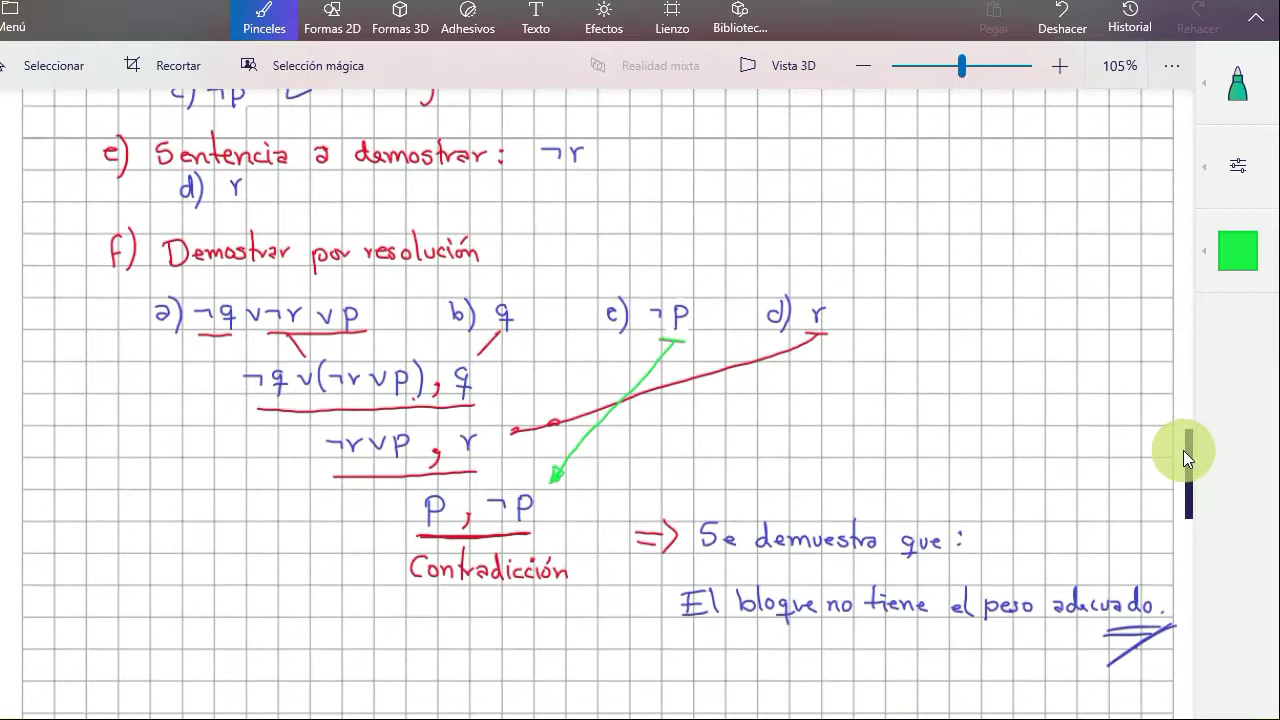 Menú
Pinceles Formas 2D Formas 3D Adhesivos Texto Efectos Lienzo Bibliotec... Pegar Deshacer Historial Rehacer
Seleccionar Recortar Selección mágica Realidad mixta Vista 3D 105%
c) ¬p
e) Sentencia a demostrar: ¬r
d) r
f) Demostrar por resolución
a) ¬q ∨ ¬r ∨ p b) q c) ¬p d) r
¬q ∨ (¬r ∨ p), q
¬r ∨ p, r
p, ¬p
Contradicción
=> Se demuestra que:
El bloque no tiene el peso adecuado.